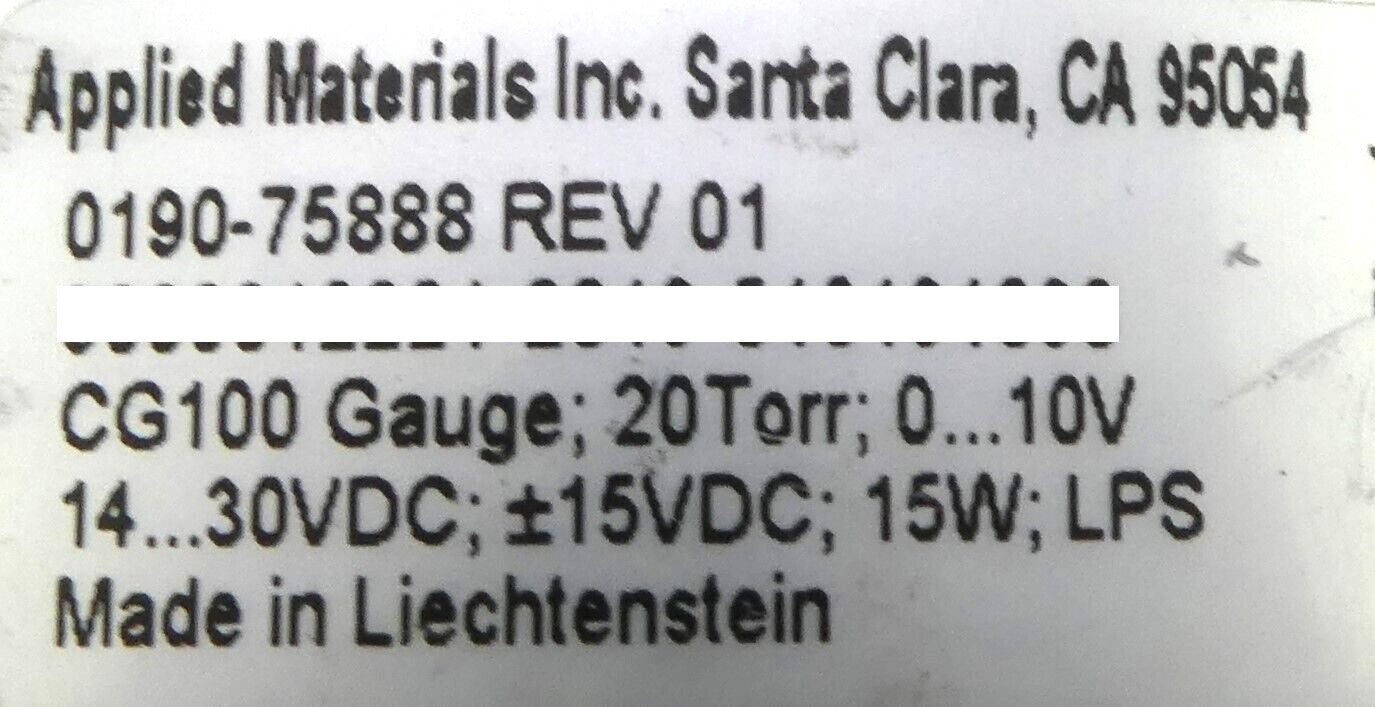 Applied Materials Inc. Santa Clara, CA 95054
0190-75888 REV 01
CG100 Gauge; 20Torr; 0...10V
14...30VDC; ±15VDC; 15W; LPS
Made in Liechtenstein